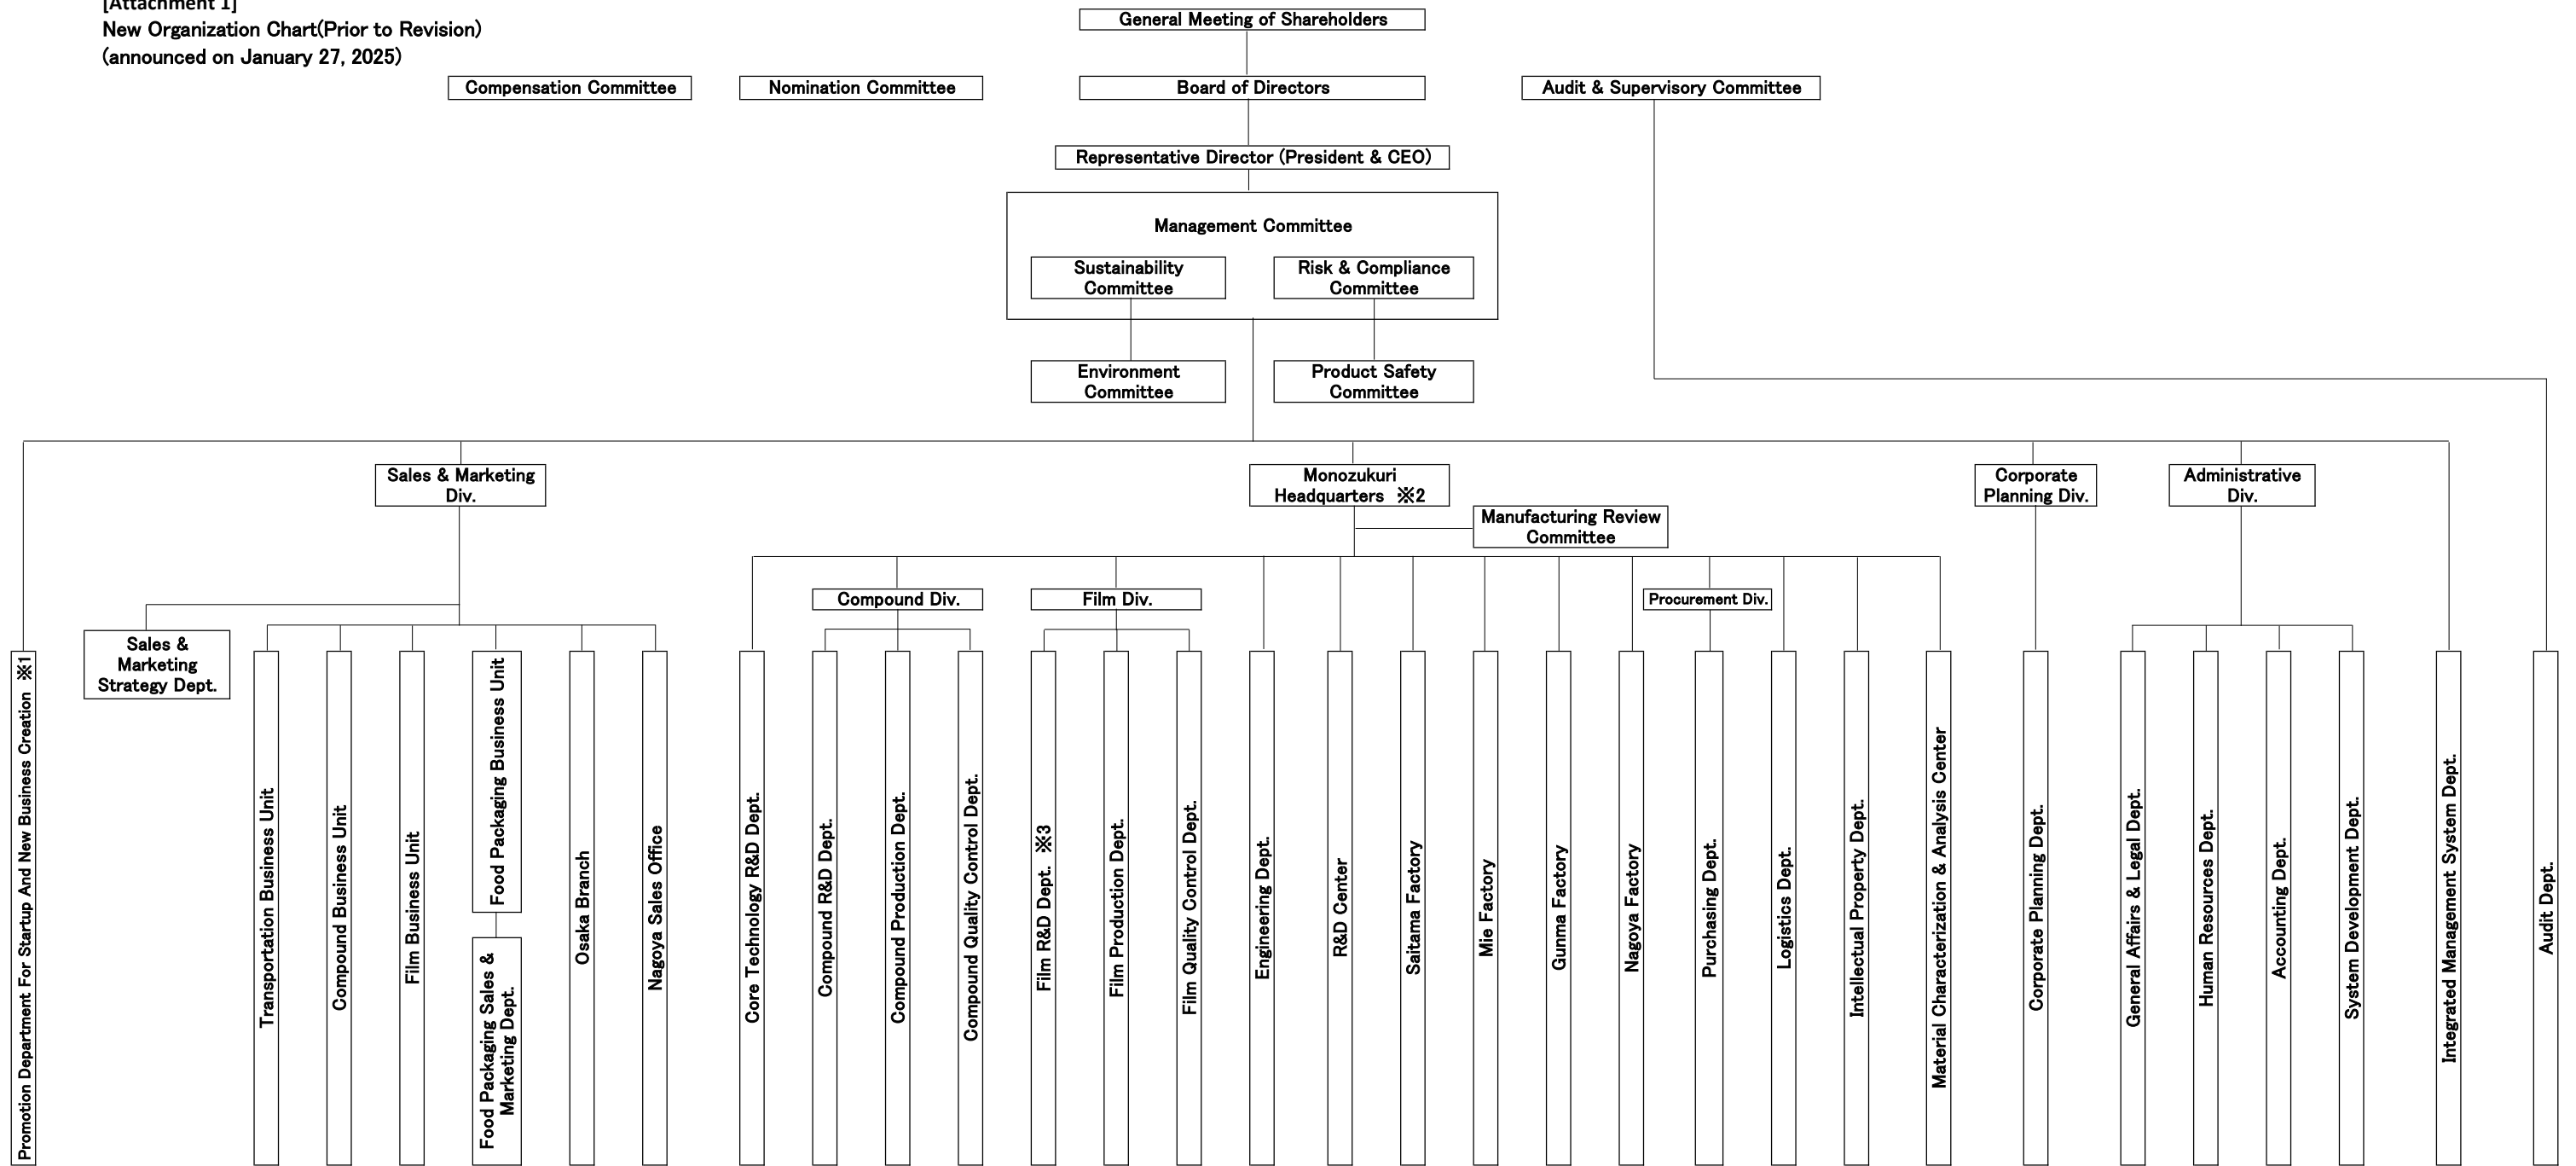 [Attachment 1]
New Organization Chart(Prior to Revision)
(announced on January 27, 2025)
General Meeting of Shareholders
Compensation Committee
Nomination Committee
Board of Directors
Audit & Supervisory Committee
Representative Director (President & CEO)
Management Committee
Sustainability
Committee
Risk & Compliance
Committee
Environment
Committee
Product Safety
Committee
Sales & Marketing
Div.
Monozukuri
Headquarters ※2
Corporate
Planning Div.
Administrative
Div.
Manufacturing Review
Committee
Compound Div.
Film Div.
Procurement Div.
Promotion Department For Startup And New Business Creation ※1
Sales &
Marketing
Strategy Dept.
Transportation Business Unit
Compound Business Unit
Film Business Unit
Food Packaging Business Unit
Food Packaging Sales &
Marketing Dept.
Osaka Branch
Nagoya Sales Office
Core Technology R&D Dept.
Compound R&D Dept.
Compound Production Dept.
Compound Quality Control Dept.
Film R&D Dept. ※3
Film Production Dept.
Film Quality Control Dept.
Engineering Dept.
R&D Center
Saitama Factory
Mie Factory
Gunma Factory
Nagoya Factory
Purchasing Dept.
Logistics Dept.
Intellectual Property Dept.
Material Characterization & Analysis Center
Corporate Planning Dept.
General Affairs & Legal Dept.
Human Resources Dept.
Accounting Dept.
System Development Dept.
Integrated Management System Dept.
Audit Dept.